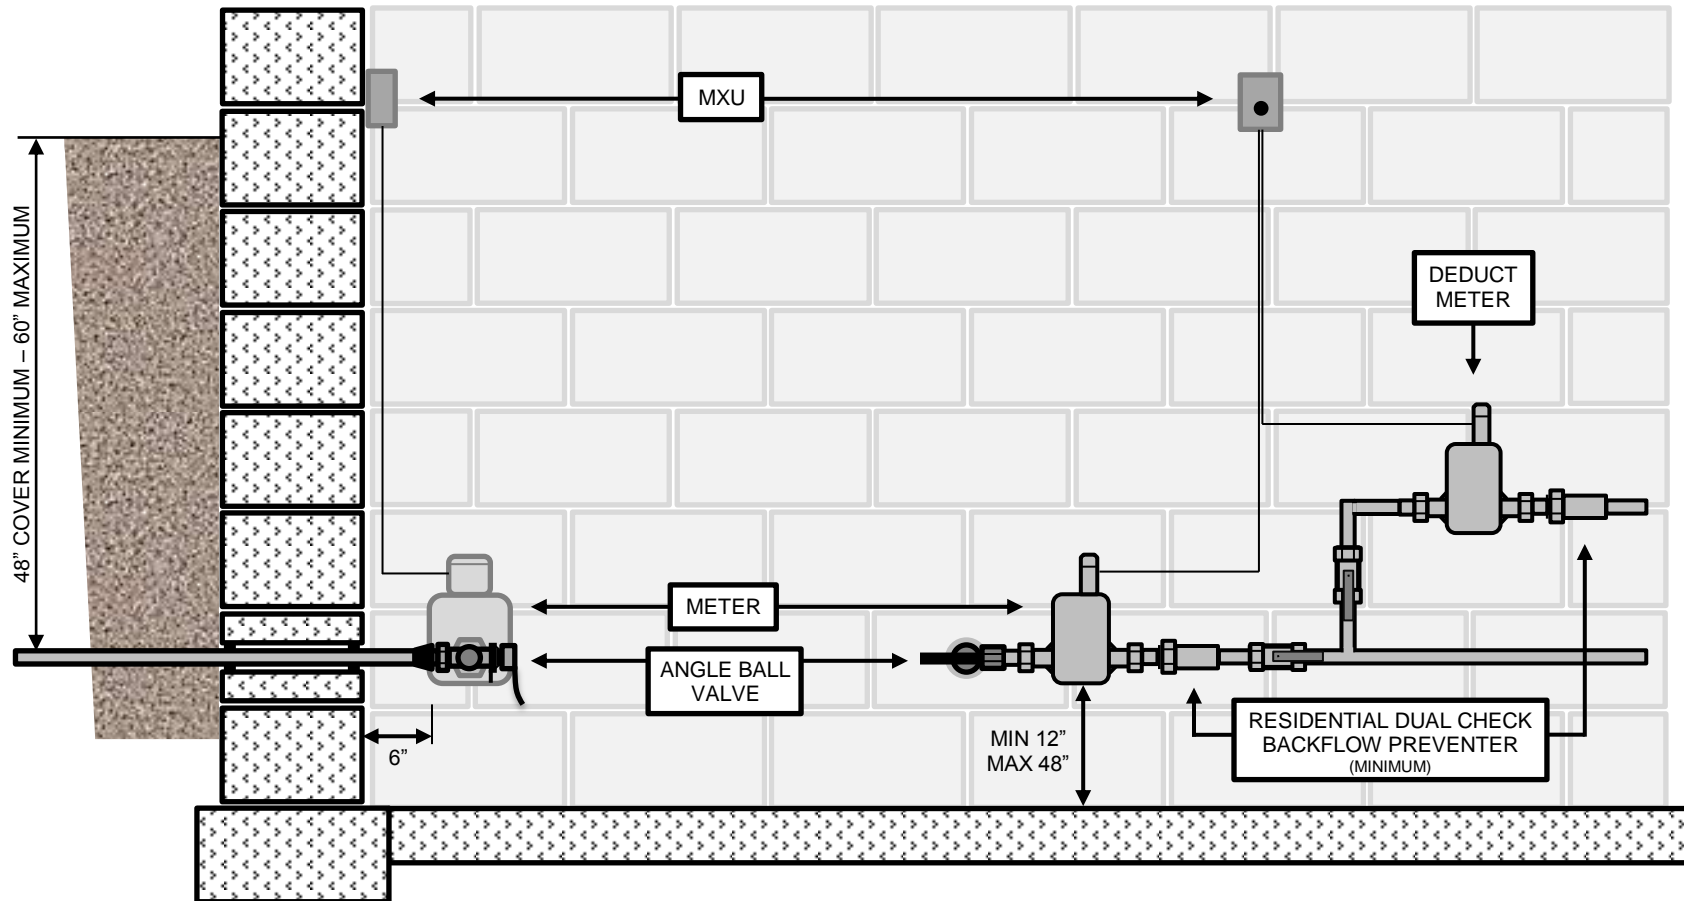 MXU
48” COVER MINIMUM – 60” MAXIMUM
DEDUCT
METER
METER
ANGLE BALL
VALVE
6”
MIN 12”
MAX 48”
RESIDENTIAL DUAL CHECK
BACKFLOW PREVENTER
(MINIMUM)